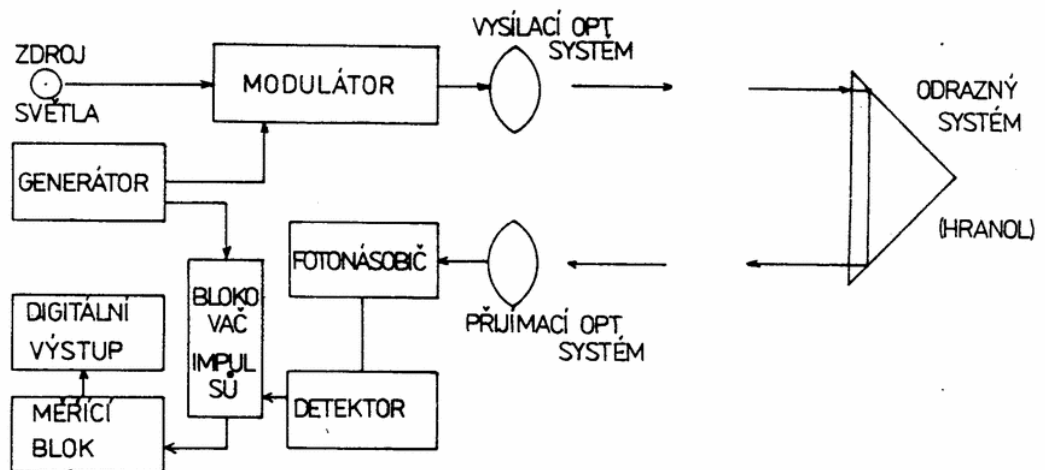 ZDROJ
SVĚTLA
MODULÁTOR
VYSÍLACÍ OPT.
SYSTÉM
ODRAZNÝ
SYSTÉM
(HRANOL)
GENERÁTOR
FOTONÁSOBIČ
PŘIJÍMACÍ OPT.
SYSTÉM
BLOKO
VAČ
IMPUL
SŮ
DETEKTOR
DIGITÁLNÍ
VÝSTUP
MĚŘÍCÍ
BLOK